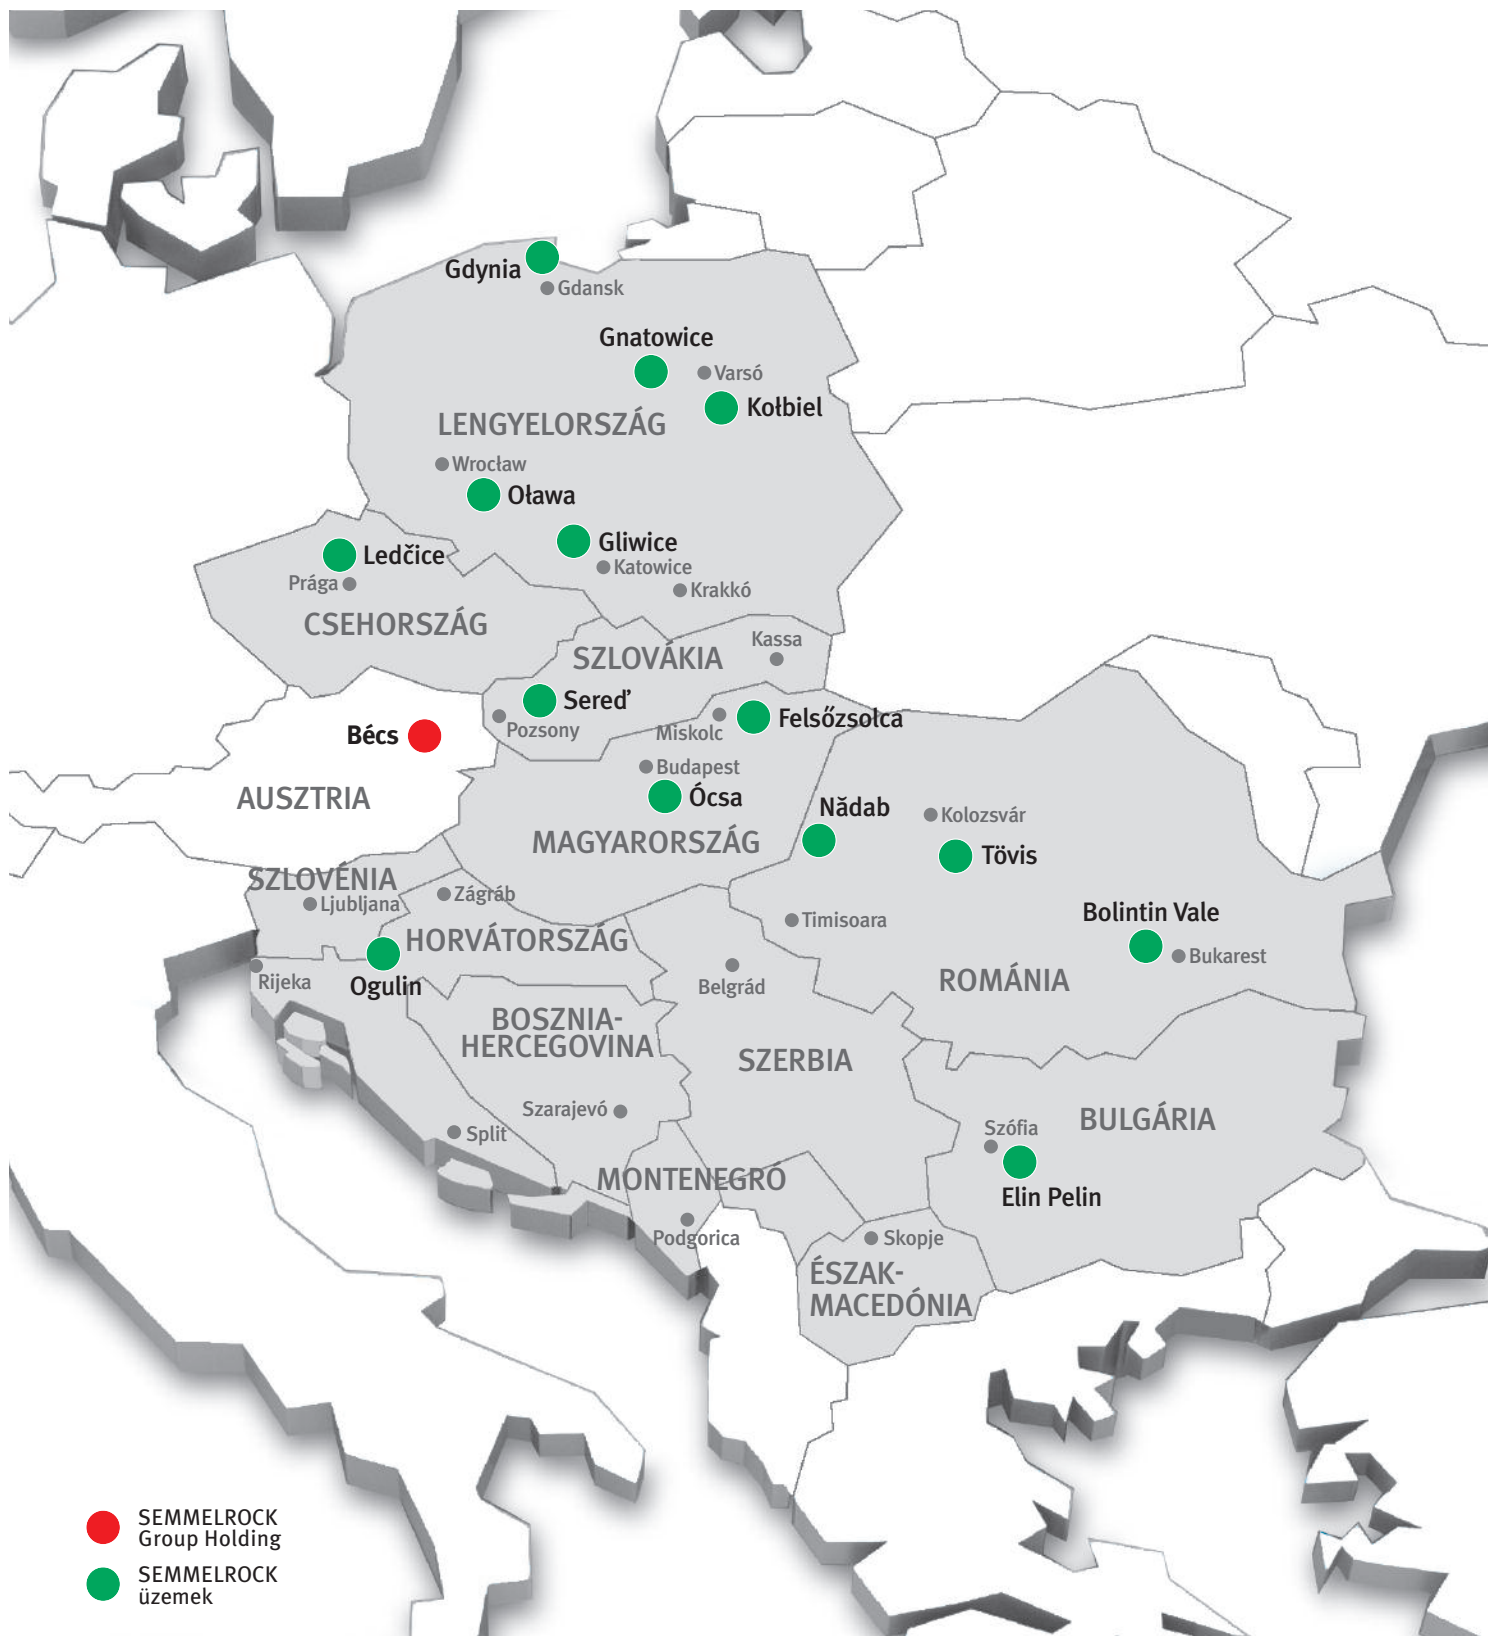 Gdynia
Gdansk
Gnatowice
Varsó
Kołbiel
LENGYELORSZÁG
Wrocław
Oława
Gliwice
Ledčice
Katowice
Prága
Krakkó
CSEHORSZÁG
Kassa
SZLOVÁKIA
Sereď
Felsőzsolca
Pozsony
Miskolc
Bécs
Budapest
AUSZTRIA
Ócsa
Nădab
Kolozsvár
MAGYARORSZÁG
Tövis
SZLOVÉNIA
Zágráb
Ljubljana
Bolintin Vale
Timisoara
HORVÁTORSZÁG
Bukarest
Rijeka
Ogulin
Belgrád
ROMÁNIA
BOSZNIA-
HERCEGOVINA
SZERBIA
Szarajevó
BULGÁRIA
Split
Szófia
MONTENEGRÓ
Elin Pelin
Podgorica
Skopje
ÉSZAK-
MACEDÓNIA
SEMMELROCK
Group Holding
SEMMELROCK
üzemek